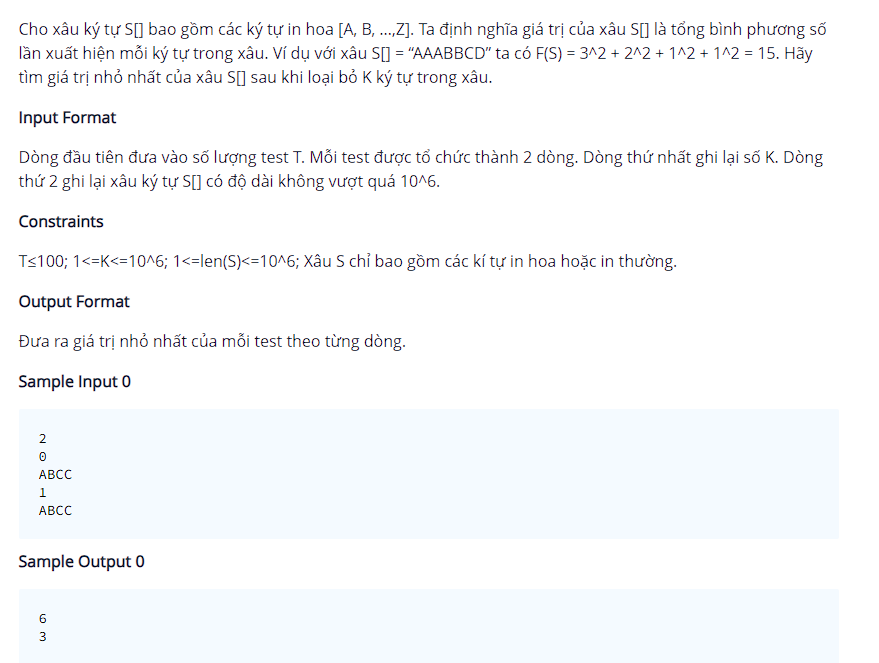 Cho xâu ký tự S[] bao gồm các ký tự in hoa [A, B, ...,Z]. Ta định nghĩa giá trị của xâu S[] là tổng bình phương số
lần xuất hiện mỗi ký tự trong xâu. Ví dụ với xâu S[] = “AAABBCD” ta có F(S) = 3^2 + 2^2 + 1^2 + 1^2 = 15. Hãy
tìm giá trị nhỏ nhất của xâu S[] sau khi loại bỏ K ký tự trong xâu.
Input Format
Dòng đầu tiên đưa vào số lượng test T. Mỗi test được tổ chức thành 2 dòng. Dòng thứ nhất ghi lại số K. Dòng
thứ 2 ghi lại xâu ký tự S[] có độ dài không vượt quá 10^6.
Constraints
T≤100; 1<=K<=10^6; 1<=len(S)<=10^6; Xâu S chỉ bao gồm các kí tự in hoa hoặc in thường.
Output Format
Đưa ra giá trị nhỏ nhất của mỗi test theo từng dòng.
Sample Input 0
2
0
ABCC
1
ABCC
Sample Output 0
6
3